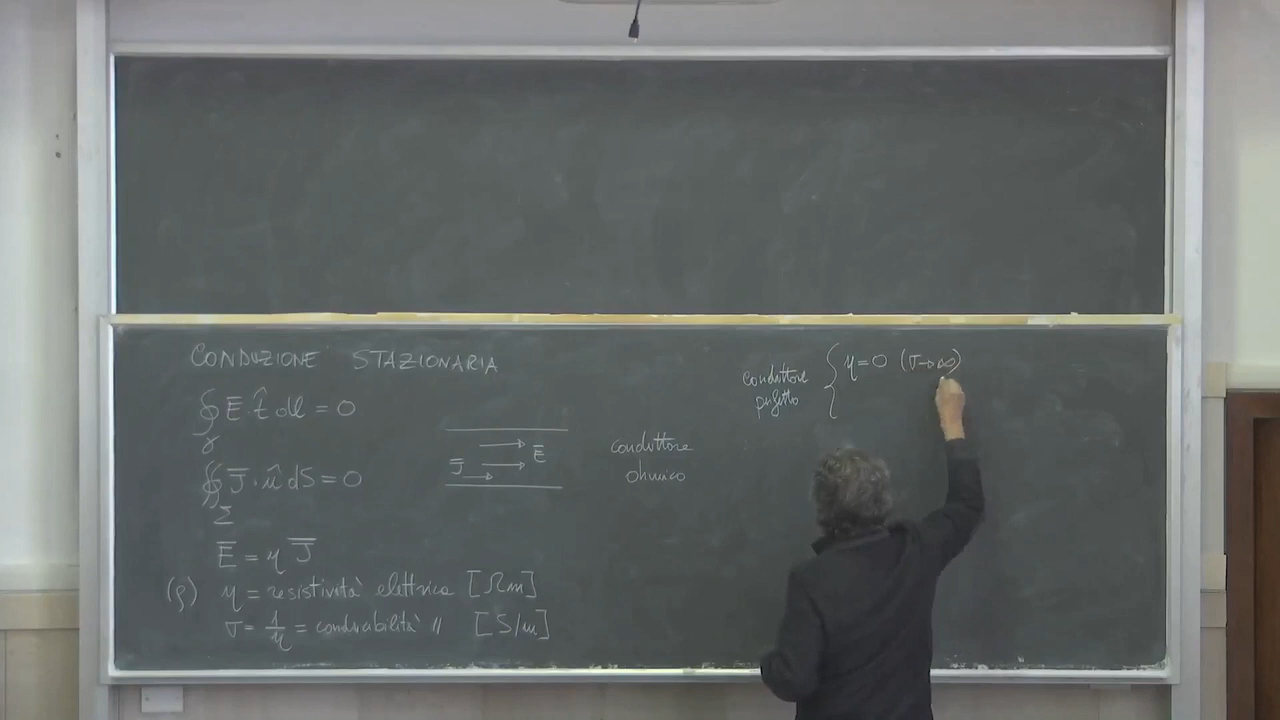 CONDUZIONE STAZIONARIA
∮ E̅·t̂ dl = 0
γ
∯ J̅·n̂ dS = 0
Σ
E̅ = η J̅
(ρ) η = resistività elettrica [Ωm]
σ = 1/η = conducibilità " [S/m]
E̅
J̅
conduttore
ohmico
conduttore
perfetto
{ η = 0 (σ→∞)